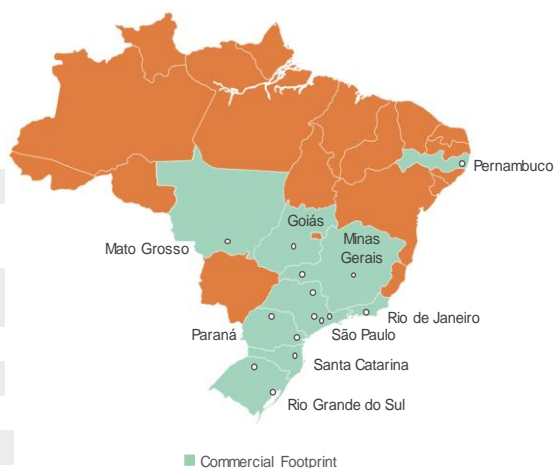 Pernambuco
Goiás
Mato Grosso
Minas
Gerais
Rio de Janeiro
Paraná
São Paulo
Santa Catarina
Rio Grande do Sul
Commercial Footprint